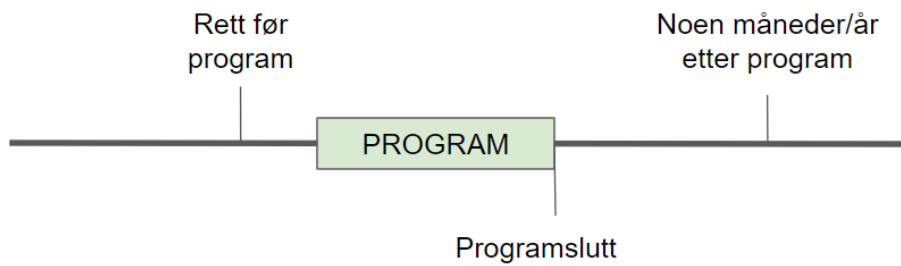 Rett før
program
Noen måneder/år
etter program
PROGRAM
Programslutt